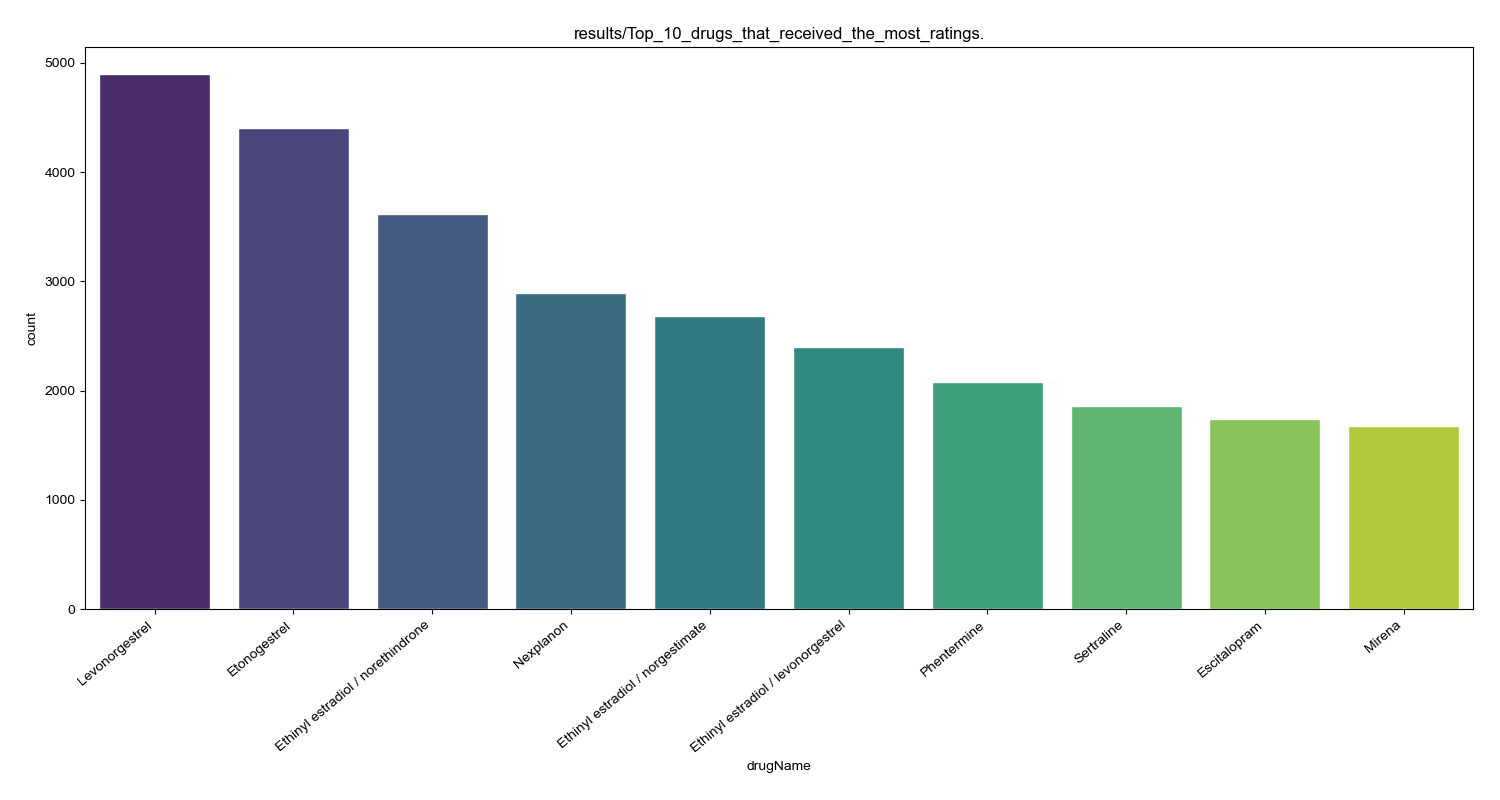 results/Top_10_drugs_that_received_the_most_ratings.
5000
4000
3000
2000
1000
0
count
Levonorgestrel
Etonogestrel
Ethinyl estradiol / norethindrone
Nexplanon
Ethinyl estradiol / norgestimate
Ethinyl estradiol / levonorgestrel
Phentermine
Sertraline
Escitalopram
Mirena
drugName